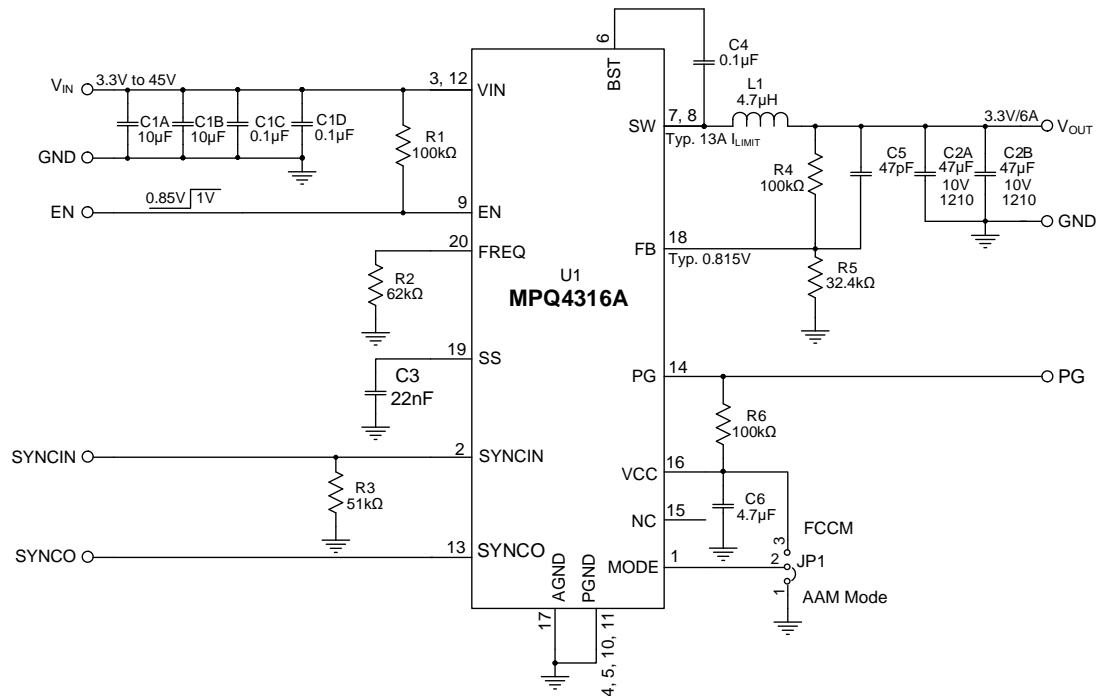 6
BST
C4
0.1µF
V_IN
3.3V to 45V
3, 12
VIN
C1A
10µF
C1B
10µF
C1C
0.1µF
C1D
0.1µF
R1
100kΩ
GND
L1
4.7µH
SW
7, 8
Typ. 13A I_LIMIT
3.3V/6A
V_OUT
R4
100kΩ
C5
47pF
C2A
47µF
10V
1210
C2B
47µF
10V
1210
GND
EN
0.85V
1V
9
EN
20
FREQ
R2
62kΩ
FB
18
Typ. 0.815V
R5
32.4kΩ
U1
MPQ4316A
19
SS
C3
22nF
PG
14
PG
R6
100kΩ
SYNCIN
2
SYNCIN
R3
51kΩ
VCC
16
C6
4.7µF
NC
15
FCCM
3
SYNCO
13
SYNCO
MODE
1
2
JP1
1
AAM Mode
AGND
PGND
17
4, 5, 10, 11